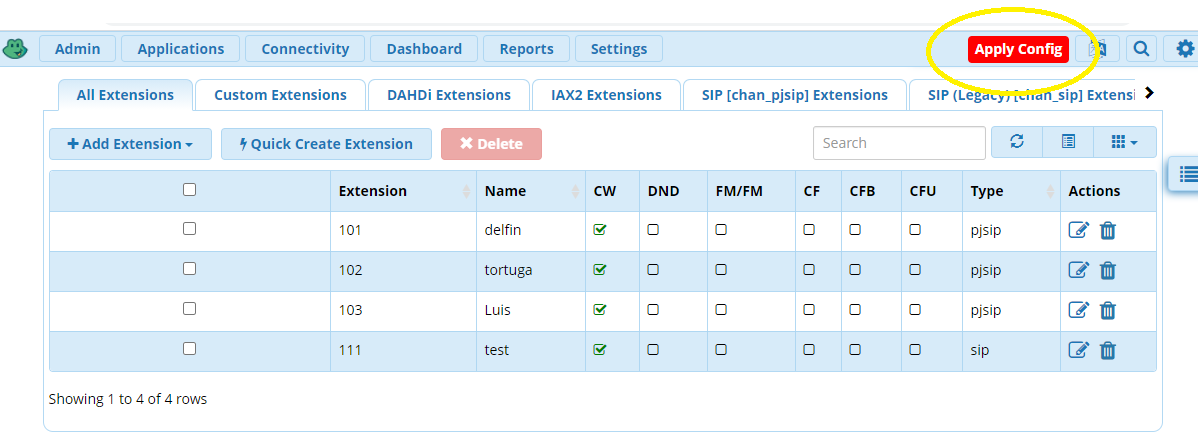 Admin Applications Connectivity Dashboard Reports Settings Apply Config
All Extensions Custom Extensions DAHDi Extensions IAX2 Extensions SIP [chan_pjsip] Extensions SIP (Legacy) [chan_sip] Extensi
Add Extension Quick Create Extension Delete Search
Extension Name CW DND FM/FM CF CFB CFU Type Actions
101 delfin pjsip
102 tortuga pjsip
103 Luis pjsip
111 test sip
Showing 1 to 4 of 4 rows